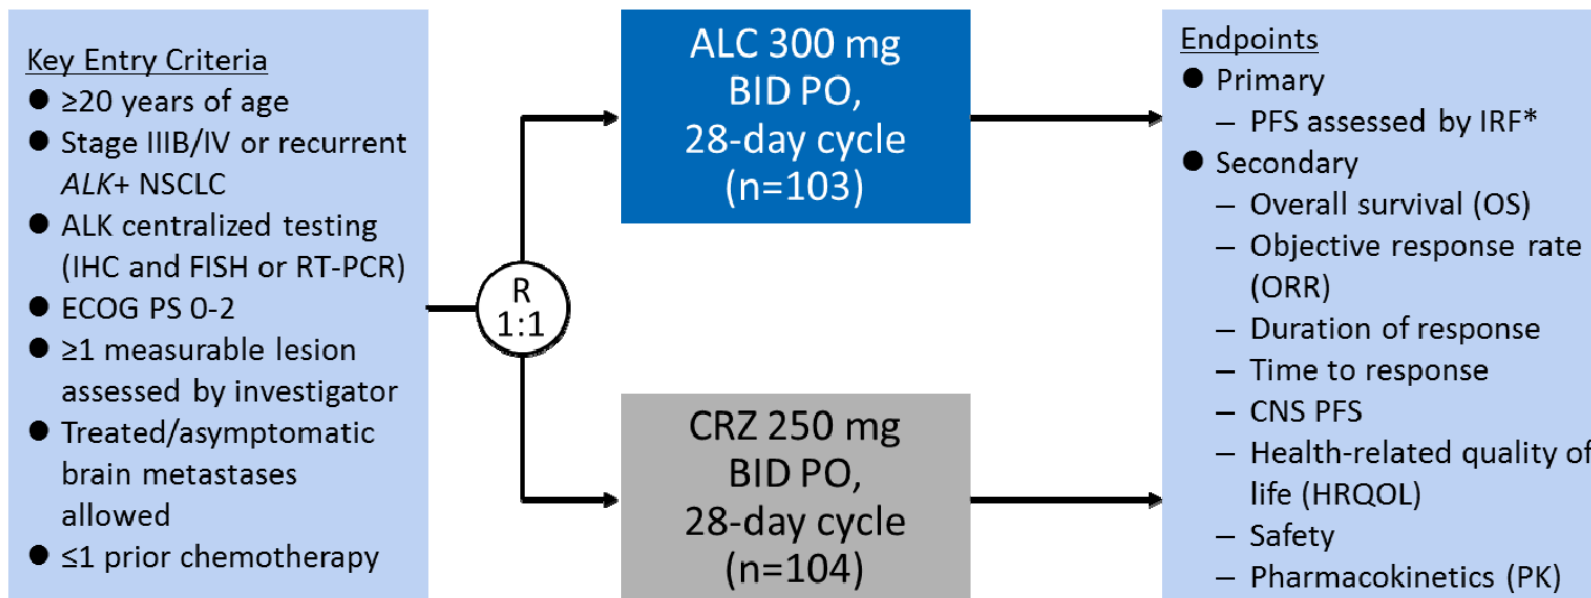 Key Entry Criteria
● ≥20 years of age
● Stage IIIB/IV or recurrent
ALK+ NSCLC
● ALK centralized testing
(IHC and FISH or RT-PCR)
● ECOG PS 0-2
● ≥1 measurable lesion
assessed by investigator
● Treated/asymptomatic
brain metastases
allowed
● ≤1 prior chemotherapy
R
1:1
ALC 300 mg
BID PO,
28-day cycle
(n=103)
CRZ 250 mg
BID PO,
28-day cycle
(n=104)
Endpoints
● Primary
– PFS assessed by IRF*
● Secondary
– Overall survival (OS)
– Objective response rate
(ORR)
– Duration of response
– Time to response
– CNS PFS
– Health-related quality of
life (HRQOL)
– Safety
– Pharmacokinetics (PK)